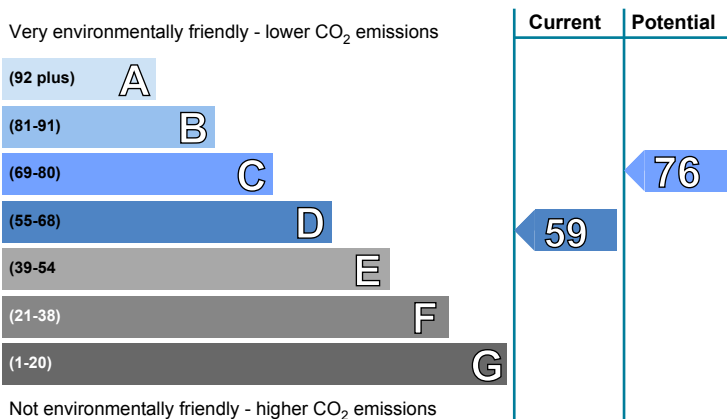 Current Potential
Very environmentally friendly - lower CO2 emissions
(92 plus) A
(81-91) B
(69-80) C
76
(55-68) D
59
(39-54 E
(21-38) F
(1-20) G
Not environmentally friendly - higher CO2 emissions